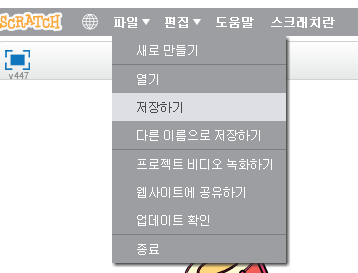 SCRATCH 파일 편집 도움말 스크래치란
v447
새로 만들기
열기
저장하기
다른 이름으로 저장하기
프로젝트 비디오 녹화하기
웹사이트에 공유하기
업데이트 확인
종료